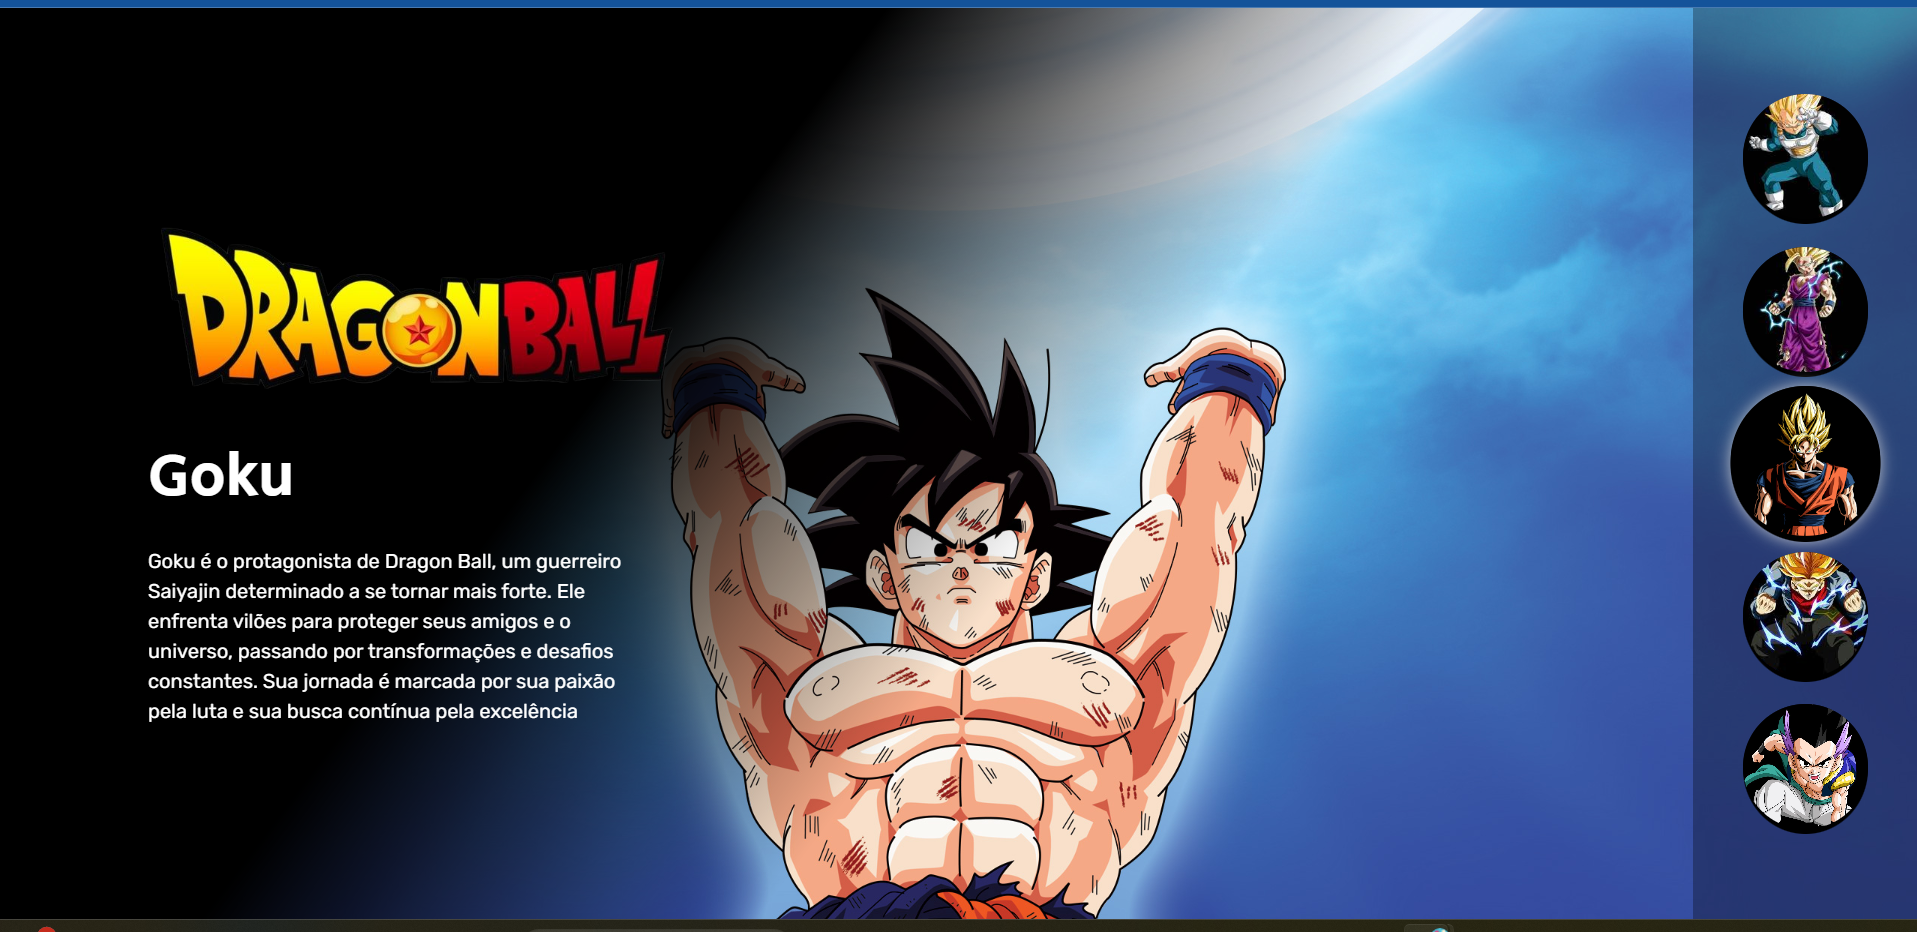 DRAGONBALL
Goku
Goku é o protagonista de Dragon Ball, um guerreiro
Saiyajin determinado a se tornar mais forte. Ele
enfrenta vilões para proteger seus amigos e o
universo, passando por transformações e desafios
constantes. Sua jornada é marcada por sua paixão
pela luta e sua busca contínua pela excelência